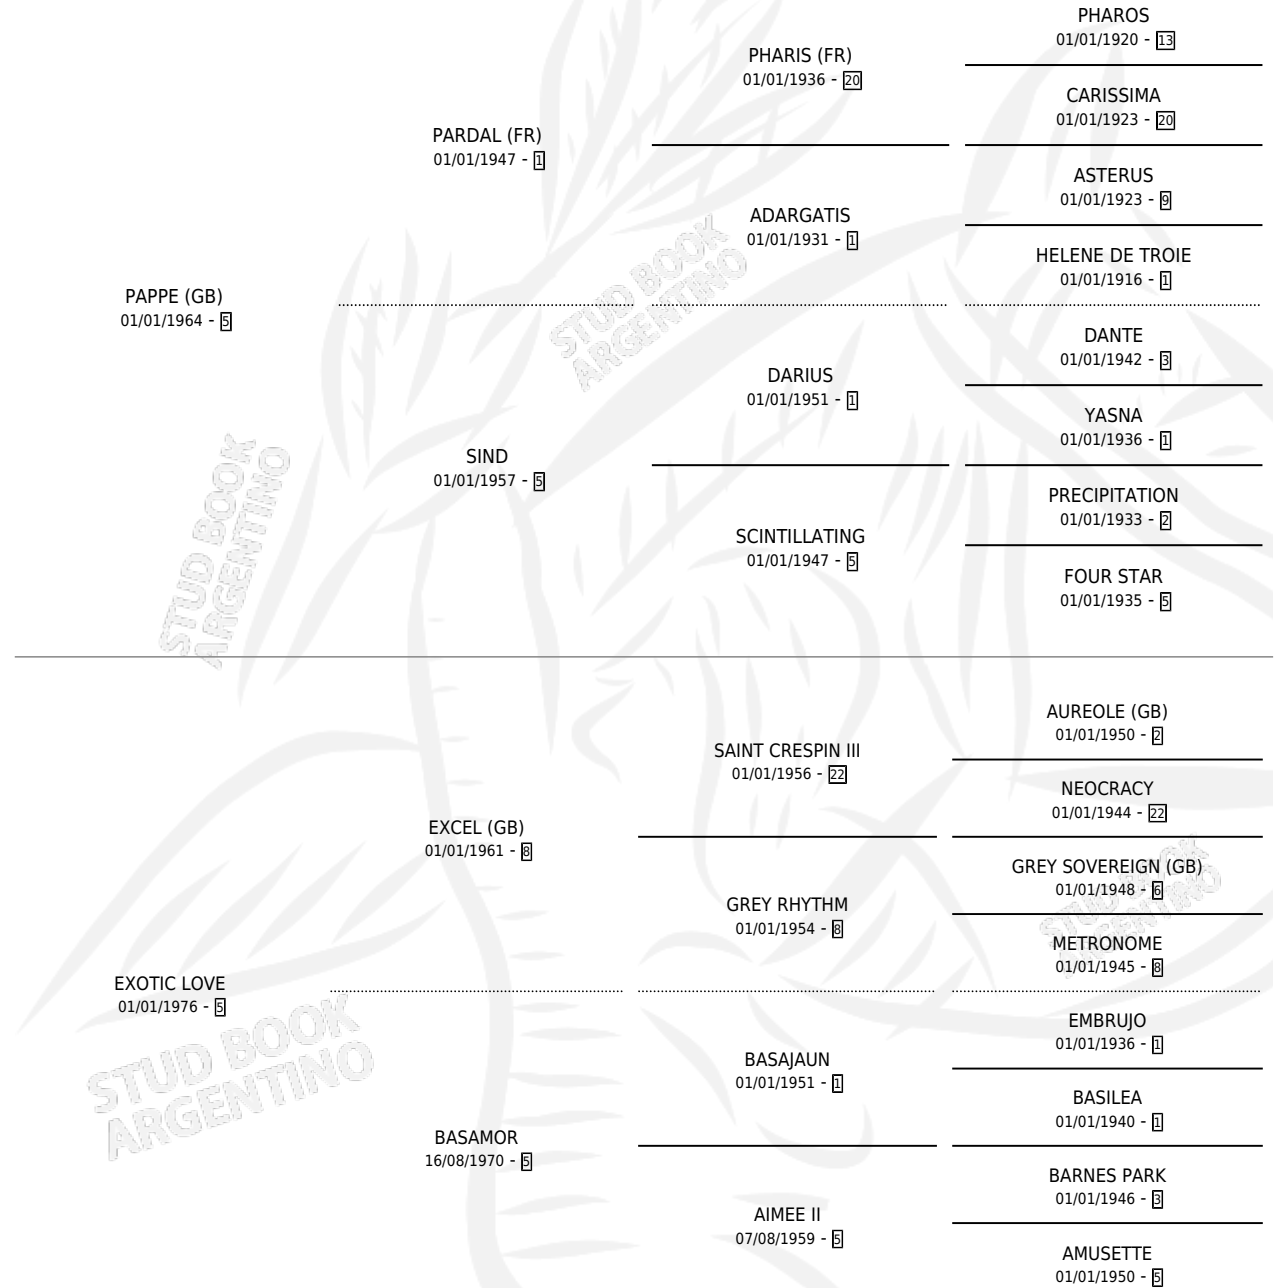 PHAROS
01/01/1920 - 13
PHARIS (FR)
01/01/1936 - 20
CARISSIMA
01/01/1923 - 20
PARDAL (FR)
01/01/1947 - 1
ASTERUS
01/01/1923 - 9
ADARGATIS
01/01/1931 - 1
HELENE DE TROIE
01/01/1916 - 1
PAPPE (GB)
01/01/1964 - 5
DANTE
01/01/1942 - 3
DARIUS
01/01/1951 - 1
YASNA
01/01/1936 - 1
SIND
01/01/1957 - 5
PRECIPITATION
01/01/1933 - 2
SCINTILLATING
01/01/1947 - 5
FOUR STAR
01/01/1935 - 5
STUD BOOK
ARGENTINO
STUD BOOK
ARGENTINO
AUREOLE (GB)
01/01/1950 - 2
SAINT CRESPIN III
01/01/1956 - 22
NEOCRACY
01/01/1944 - 22
EXCEL (GB)
01/01/1961 - 8
GREY SOVEREIGN (GB)
01/01/1948 - 6
GREY RHYTHM
01/01/1954 - 8
METRONOME
01/01/1945 - 8
STUD BOOK
ARGENTINO
EXOTIC LOVE
01/01/1976 - 5
EMBRUJO
01/01/1936 - 1
BASAJAUN
01/01/1951 - 1
BASILEA
01/01/1940 - 1
STUD BOOK
ARGENTINO
BASAMOR
16/08/1970 - 5
BARNES PARK
01/01/1946 - 3
AIMEE II
07/08/1959 - 5
AMUSETTE
01/01/1950 - 5